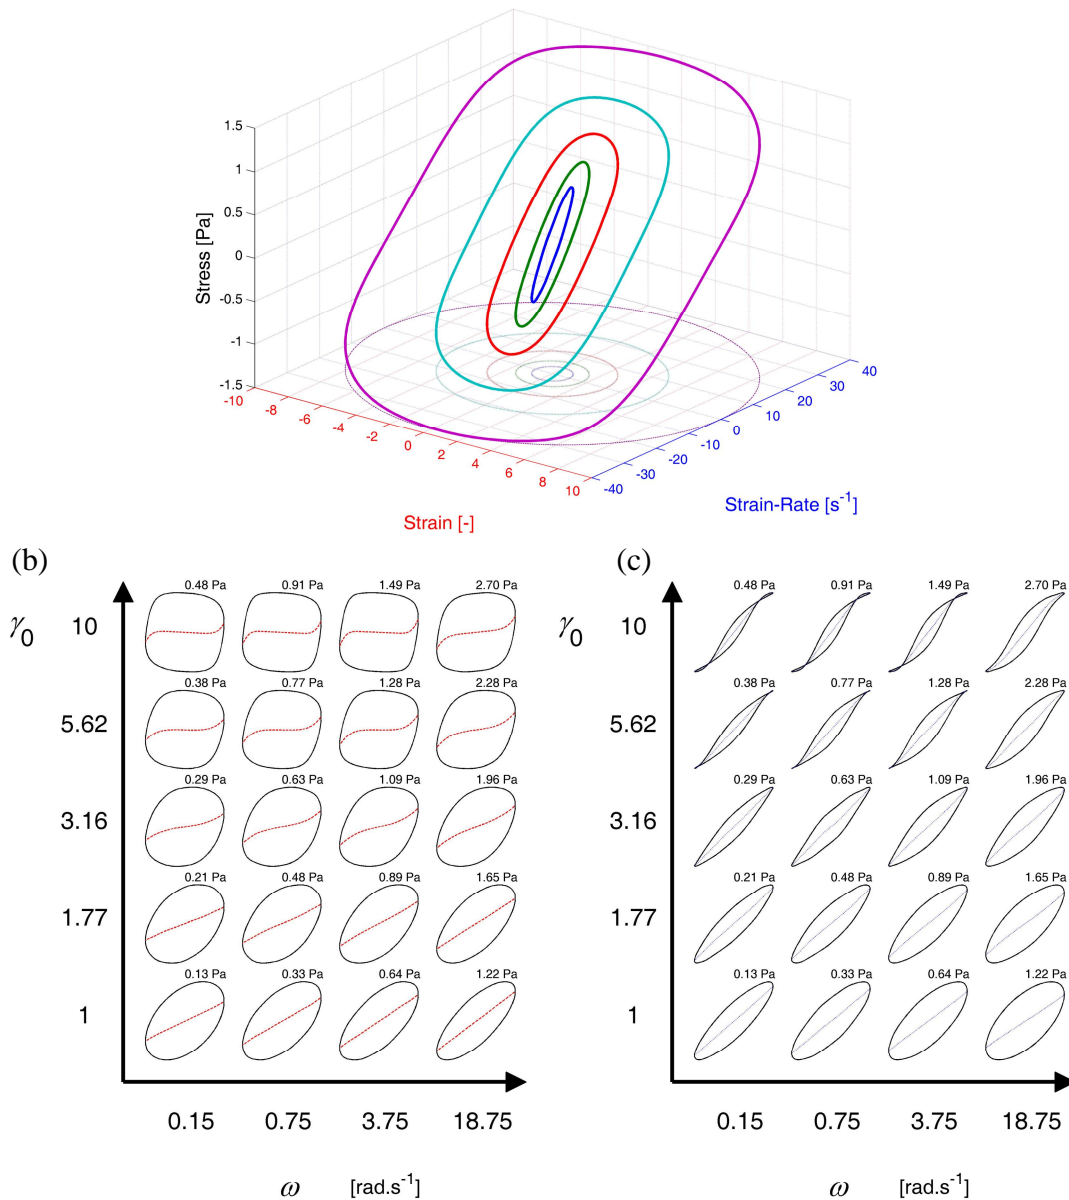 1.5
1
0.5
0
-0.5
-1
-1.5
Stress [Pa]
-10 -8 -6 -4 -2 0 2 4 6 8 10
Strain [-]
-40 -30 -20 -10 0 10 20 30 40
Strain-Rate [s⁻¹]
(b)
γ₀
0.48 Pa 0.91 Pa 1.49 Pa 2.70 Pa
10
0.38 Pa 0.77 Pa 1.28 Pa 2.28 Pa
5.62
0.29 Pa 0.63 Pa 1.09 Pa 1.96 Pa
3.16
0.21 Pa 0.48 Pa 0.89 Pa 1.65 Pa
1.77
0.13 Pa 0.33 Pa 0.64 Pa 1.22 Pa
1
0.15 0.75 3.75 18.75
ω [rad.s⁻¹]
(c)
γ₀
0.48 Pa 0.91 Pa 1.49 Pa 2.70 Pa
10
0.38 Pa 0.77 Pa 1.28 Pa 2.28 Pa
5.62
0.29 Pa 0.63 Pa 1.09 Pa 1.96 Pa
3.16
0.21 Pa 0.48 Pa 0.89 Pa 1.65 Pa
1.77
0.13 Pa 0.33 Pa 0.64 Pa 1.22 Pa
1
0.15 0.75 3.75 18.75
ω [rad.s⁻¹]